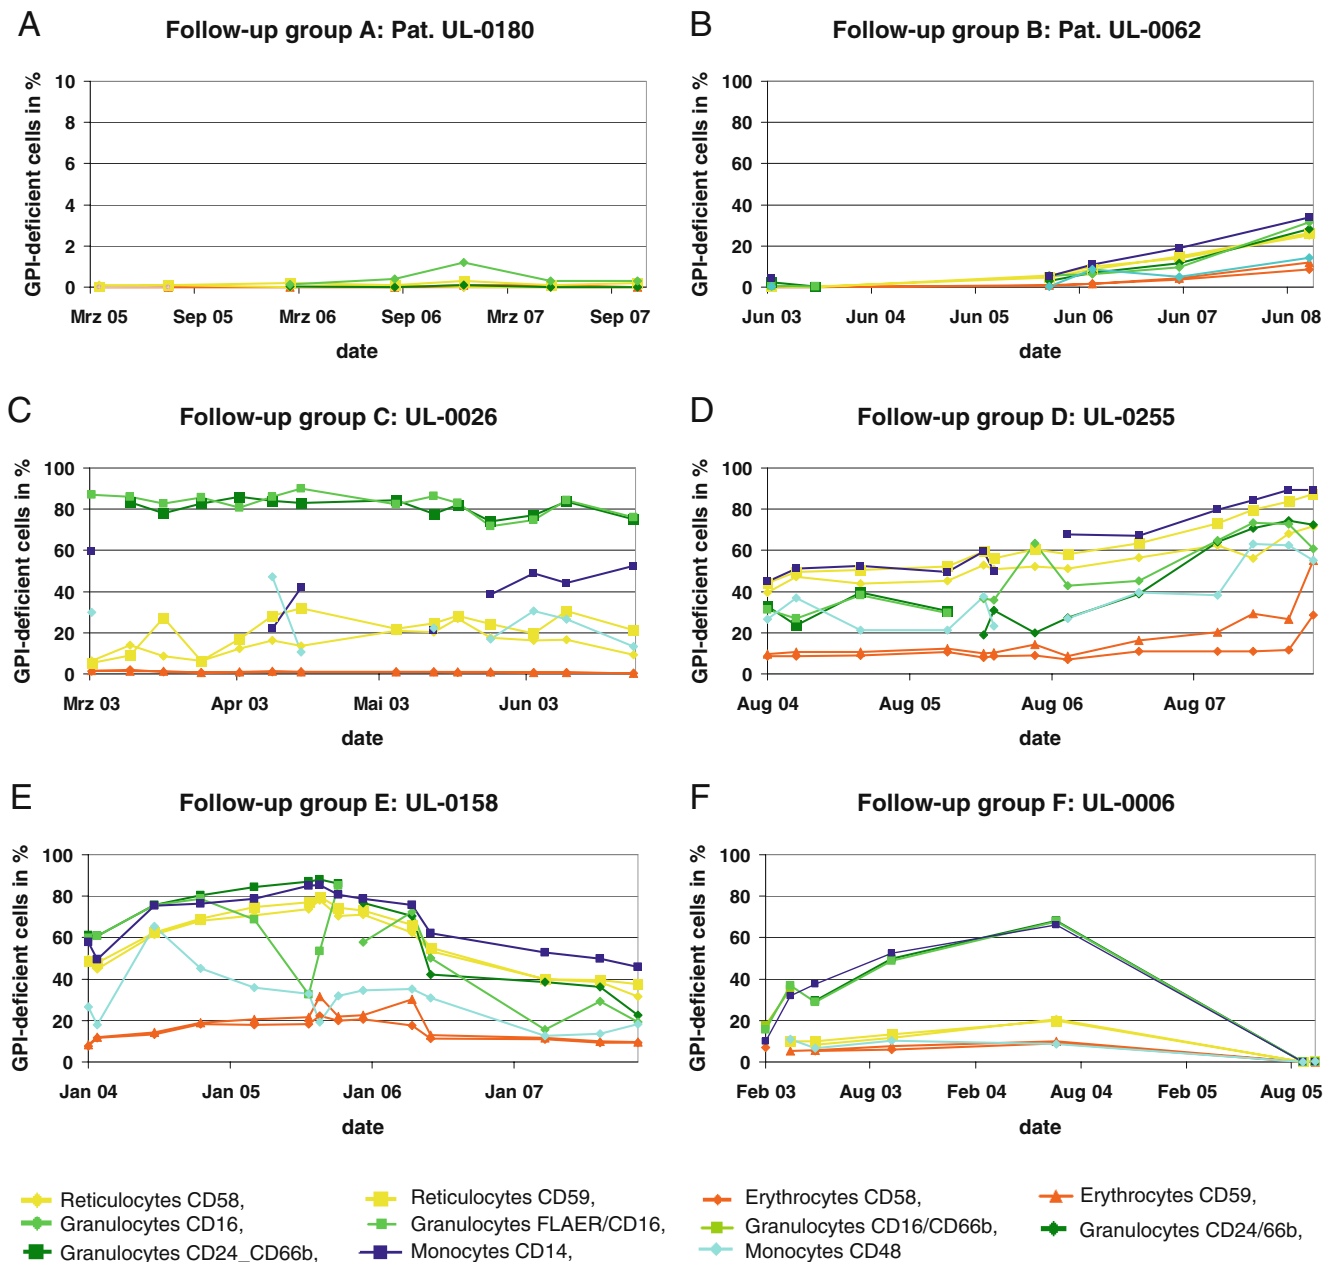 A
Follow-up group A: Pat. UL-0180
GPI-deficient cells in %
10
8
6
4
2
0
Mrz 05 Sep 05 Mrz 06 Sep 06 Mrz 07 Sep 07
date
B
Follow-up group B: Pat. UL-0062
GPI-deficient cells in %
100
80
60
40
20
0
Jun 03 Jun 04 Jun 05 Jun 06 Jun 07 Jun 08
date
C
Follow-up group C: UL-0026
GPI-deficient cells in %
100
80
60
40
20
0
Mrz 03 Apr 03 Mai 03 Jun 03
date
D
Follow-up group D: UL-0255
GPI-deficient cells in %
100
80
60
40
20
0
Aug 04 Aug 05 Aug 06 Aug 07
date
E
Follow-up group E: UL-0158
GPI-deficient cells in %
100
80
60
40
20
0
Jan 04 Jan 05 Jan 06 Jan 07
date
F
Follow-up group F: UL-0006
GPI-deficient cells in %
100
80
60
40
20
0
Feb 03 Aug 03 Feb 04 Aug 04 Feb 05 Aug 05
date
Reticulocytes CD58, Reticulocytes CD59, Erythrocytes CD58, Erythrocytes CD59,
Granulocytes CD16, Granulocytes FLAER/CD16, Granulocytes CD16/CD66b, Granulocytes CD24/66b,
Granulocytes CD24_CD66b, Monocytes CD14, Monocytes CD48